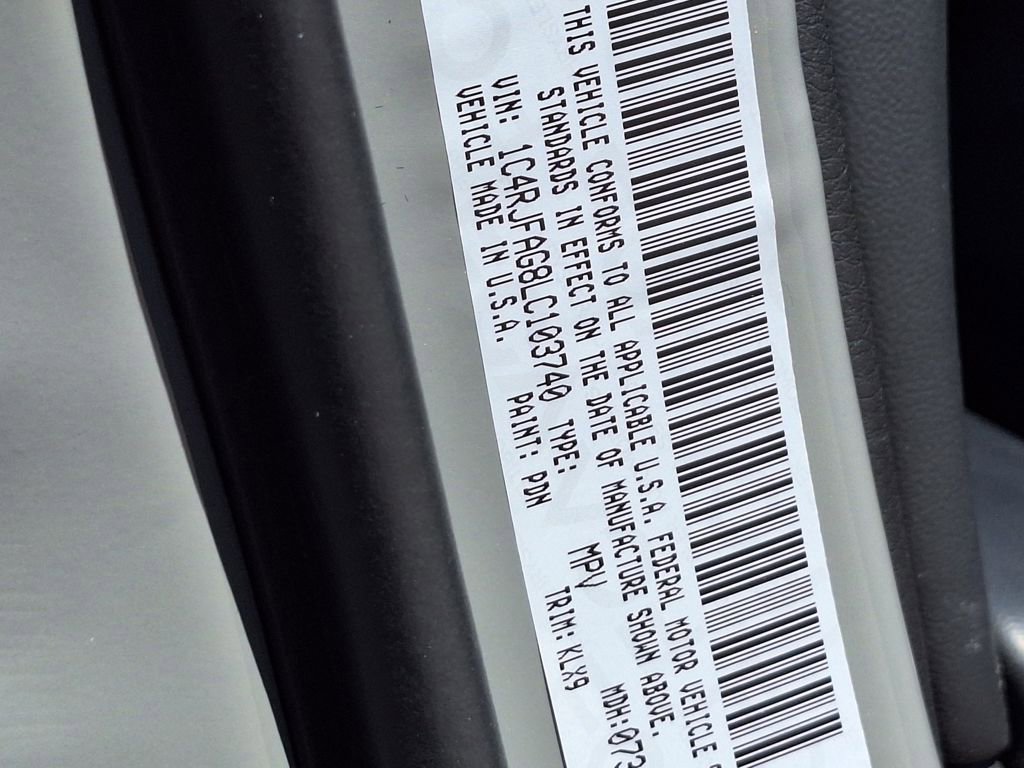 THIS VEHICLE CONFORMS TO ALL APPLICABLE U.S.A. FEDERAL MOTOR VEHICLE
STANDARDS IN EFFECT ON THE DATE OF MANUFACTURE SHOWN ABOVE.
VIN: 1C4RJFAG8LC103740 TYPE: MPV MDH:073
VEHICLE MADE IN U.S.A. PAINT: PDN TRIM: KLX9